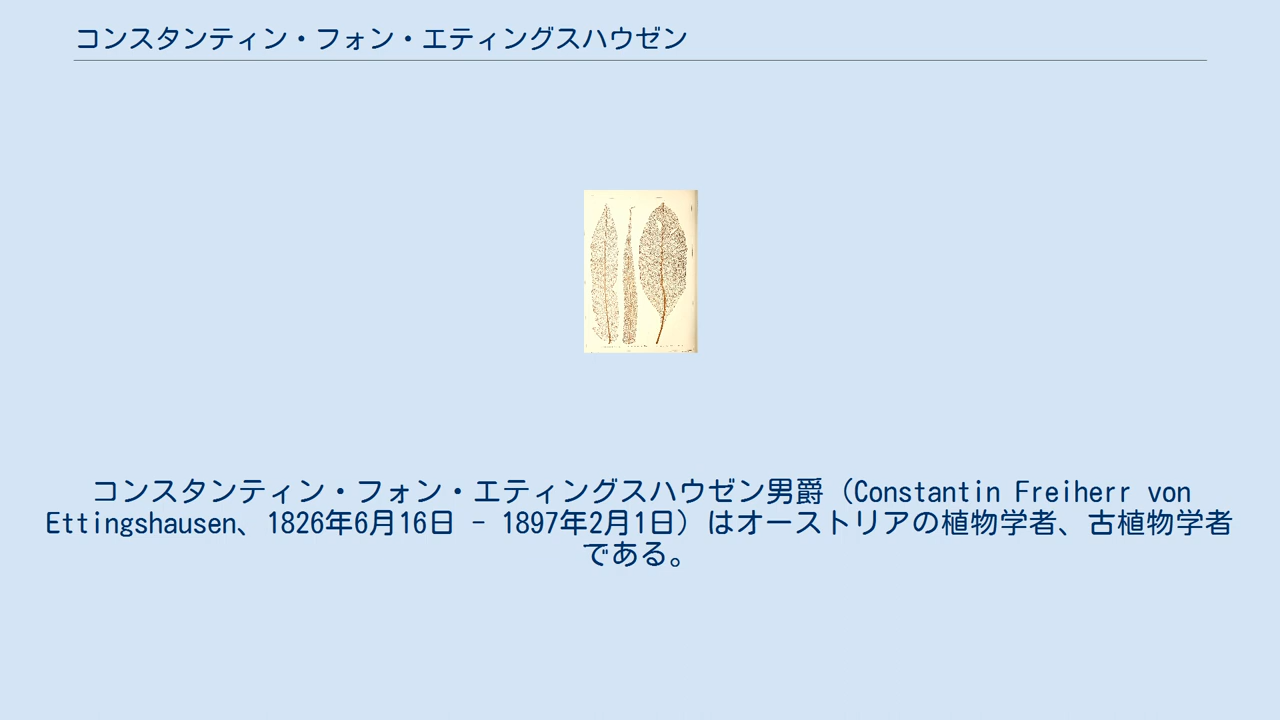 コンスタンティン・フォン・エティングスハウゼン
コンスタンティン・フォン・エティングスハウゼン男爵（Constantin Freiherr von
Ettingshausen、1826年6月16日 - 1897年2月1日）はオーストリアの植物学者、古植物学者
である。